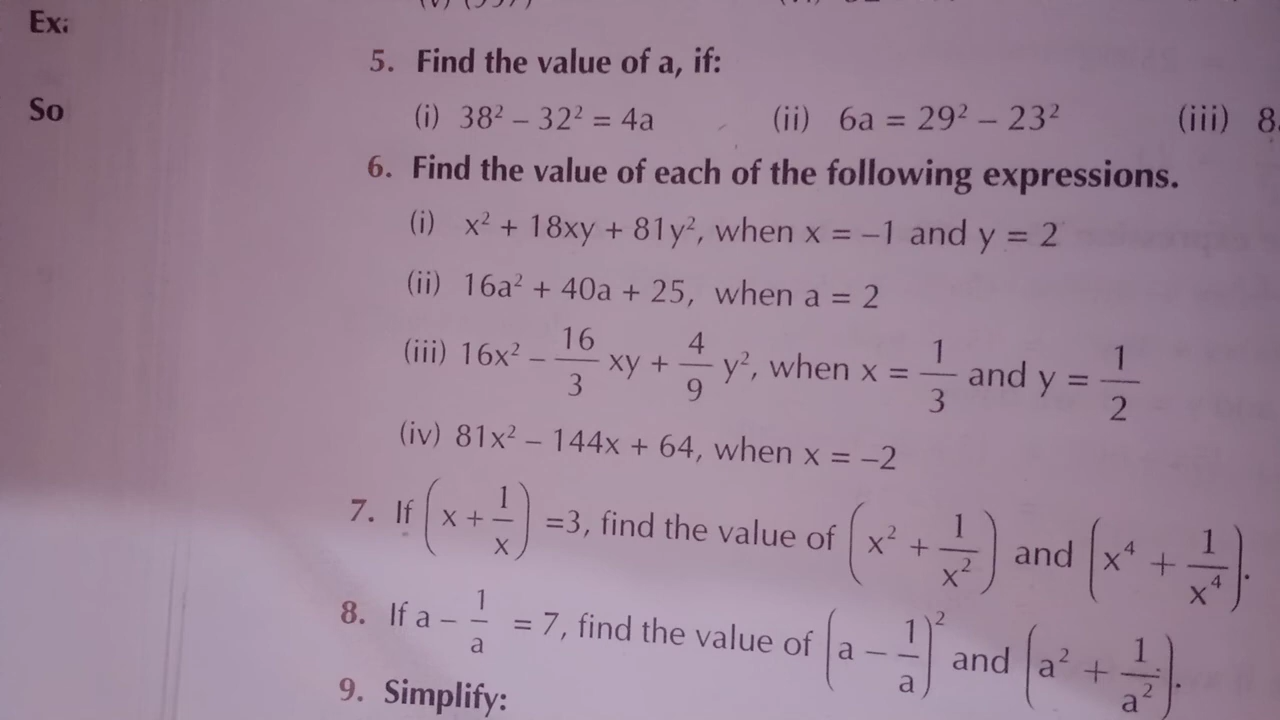 Ex
So
5. Find the value of a, if:
(i) 38² – 32² = 4a (ii) 6a = 29² – 23² (iii) 8
6. Find the value of each of the following expressions.
(i) x² + 18xy + 81y², when x = –1 and y = 2
(ii) 16a² + 40a + 25, when a = 2
(iii) 16x² – 16/3 xy + 4/9 y², when x = 1/3 and y = 1/2
(iv) 81x² – 144x + 64, when x = –2
7. If (x + 1/x) =3, find the value of (x² + 1/x²) and (x⁴ + 1/x⁴).
8. If a – 1/a = 7, find the value of (a – 1/a)² and (a² + 1/a²).
9. Simplify: